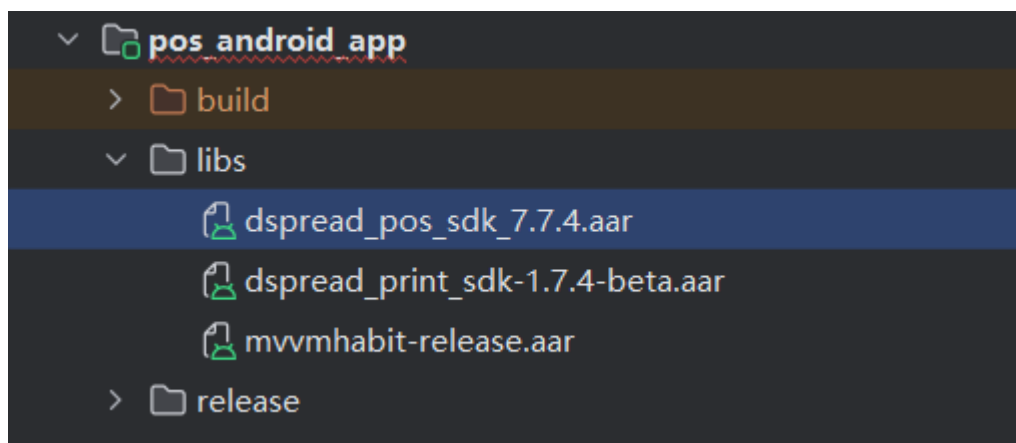 pos_android_app
build
libs
dspread_pos_sdk_7.7.4.aar
dspread_print_sdk-1.7.4-beta.aar
mvvmhabit-release.aar
release